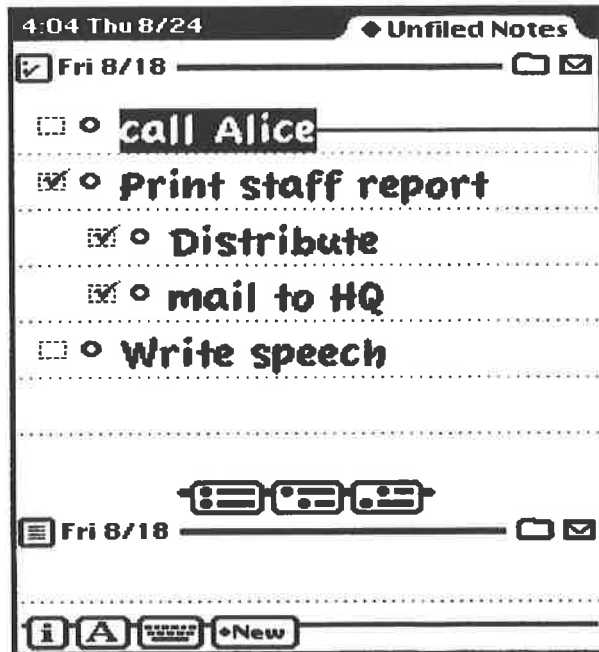 4:04 Thu 8/24 ◆ Unfiled Notes
Fri 8/18
call Alice
Print staff report
Distribute
mail to HQ
Write speech
Fri 8/18
i A ◆New